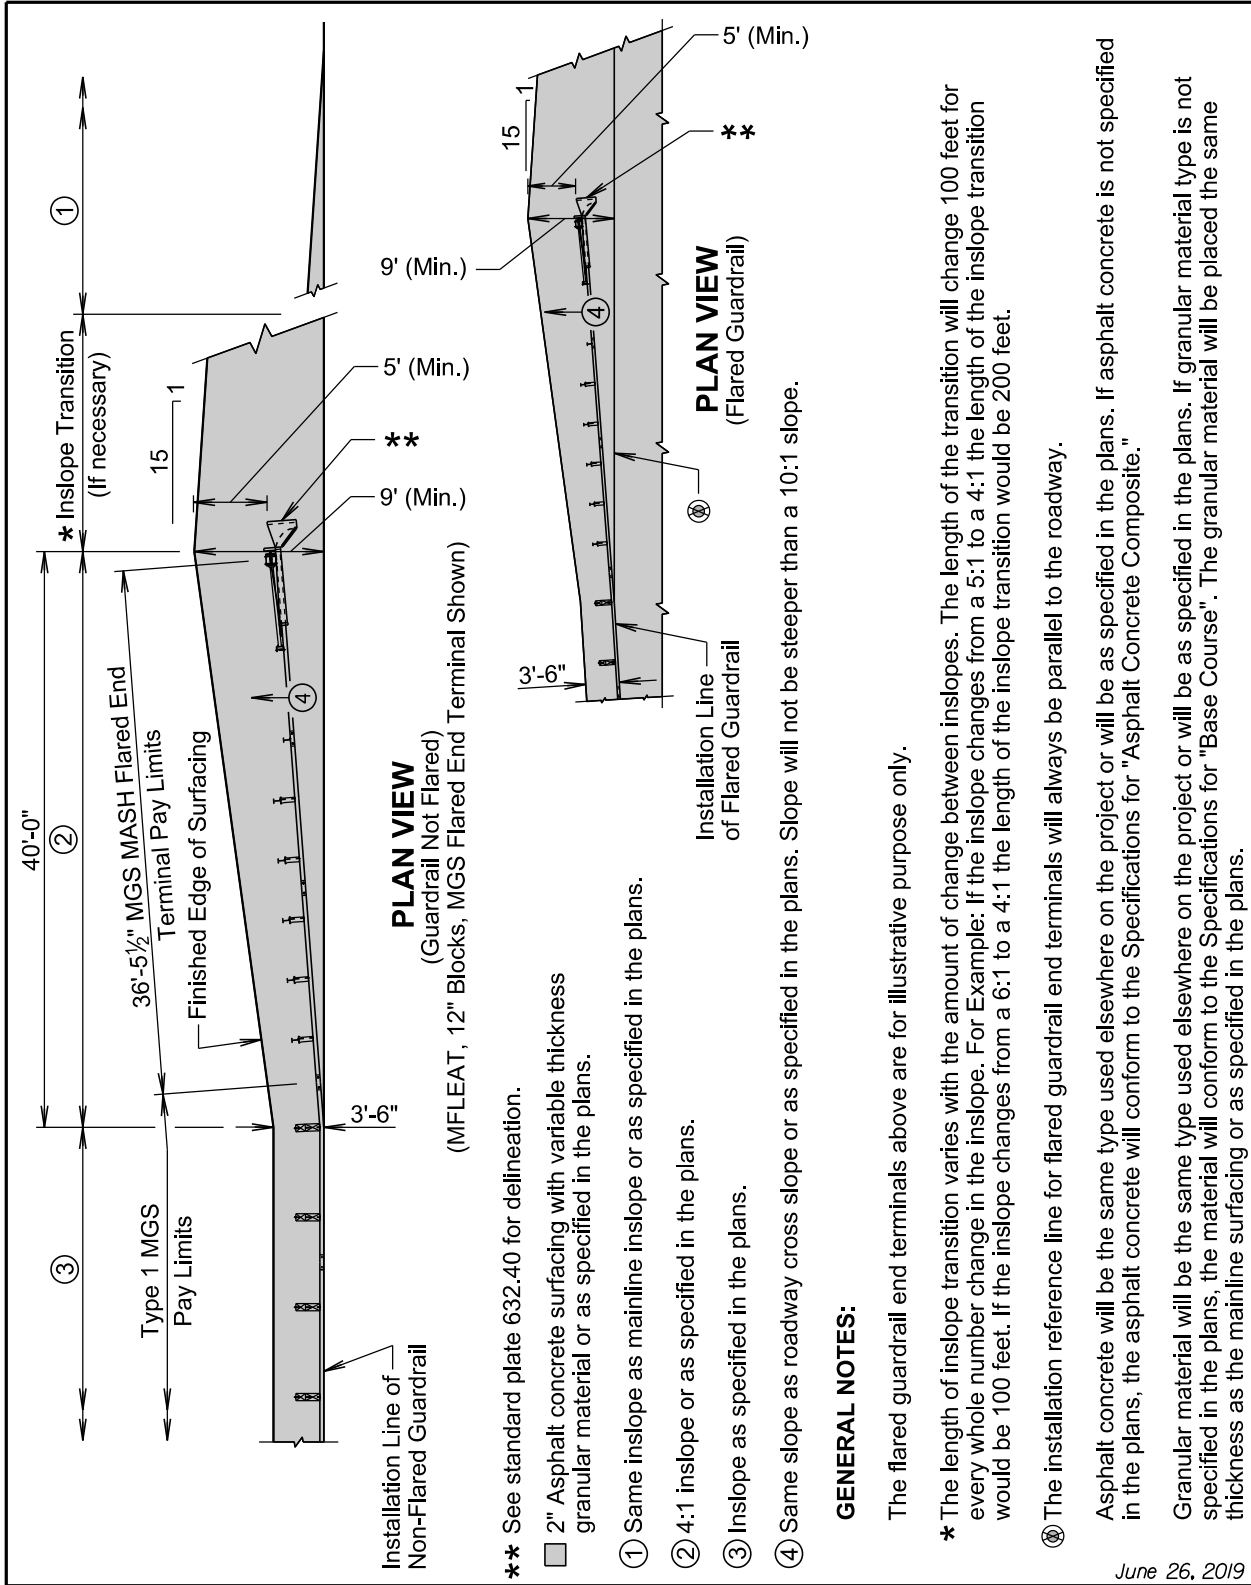 ①
* Inslope Transition
(If necessary)
40'-0"
②
③
36'-5½" MGS MASH Flared End
Terminal Pay Limits
Type 1 MGS
Pay Limits
Finished Edge of Surfacing
15
1
5' (Min.)
**
9' (Min.)
④
3'-6"
Installation Line of
Non-Flared Guardrail
PLAN VIEW
(Guardrail Not Flared)
(MFLEAT, 12" Blocks, MGS Flared End Terminal Shown)
15
1
5' (Min.)
**
9' (Min.)
④
3'-6"
Installation Line
of Flared Guardrail
PLAN VIEW
(Flared Guardrail)
** See standard plate 632.40 for delineation.
2" Asphalt concrete surfacing with variable thickness
granular material or as specified in the plans.
① Same inslope as mainline inslope or as specified in the plans.
② 4:1 inslope or as specified in the plans.
③ Inslope as specified in the plans.
④ Same slope as roadway cross slope or as specified in the plans. Slope will not be steeper than a 10:1 slope.
GENERAL NOTES:
The flared guardrail end terminals above are for illustrative purpose only.
* The length of inslope transition varies with the amount of change between inslopes. The length of the transition will change 100 feet for
every whole number change in the inslope. For Example: If the inslope changes from a 5:1 to a 4:1 the length of the inslope transition
would be 100 feet. If the inslope changes from a 6:1 to a 4:1 the length of the inslope transition would be 200 feet.
The installation reference line for flared guardrail end terminals will always be parallel to the roadway.
Asphalt concrete will be the same type used elsewhere on the project or will be as specified in the plans. If asphalt concrete is not specified
in the plans, the asphalt concrete will conform to the Specifications for "Asphalt Concrete Composite."
Granular material will be the same type used elsewhere on the project or will be as specified in the plans. If granular material type is not
specified in the plans, the material will conform to the Specifications for "Base Course". The granular material will be placed the same
thickness as the mainline surfacing or as specified in the plans.
June 26, 2019